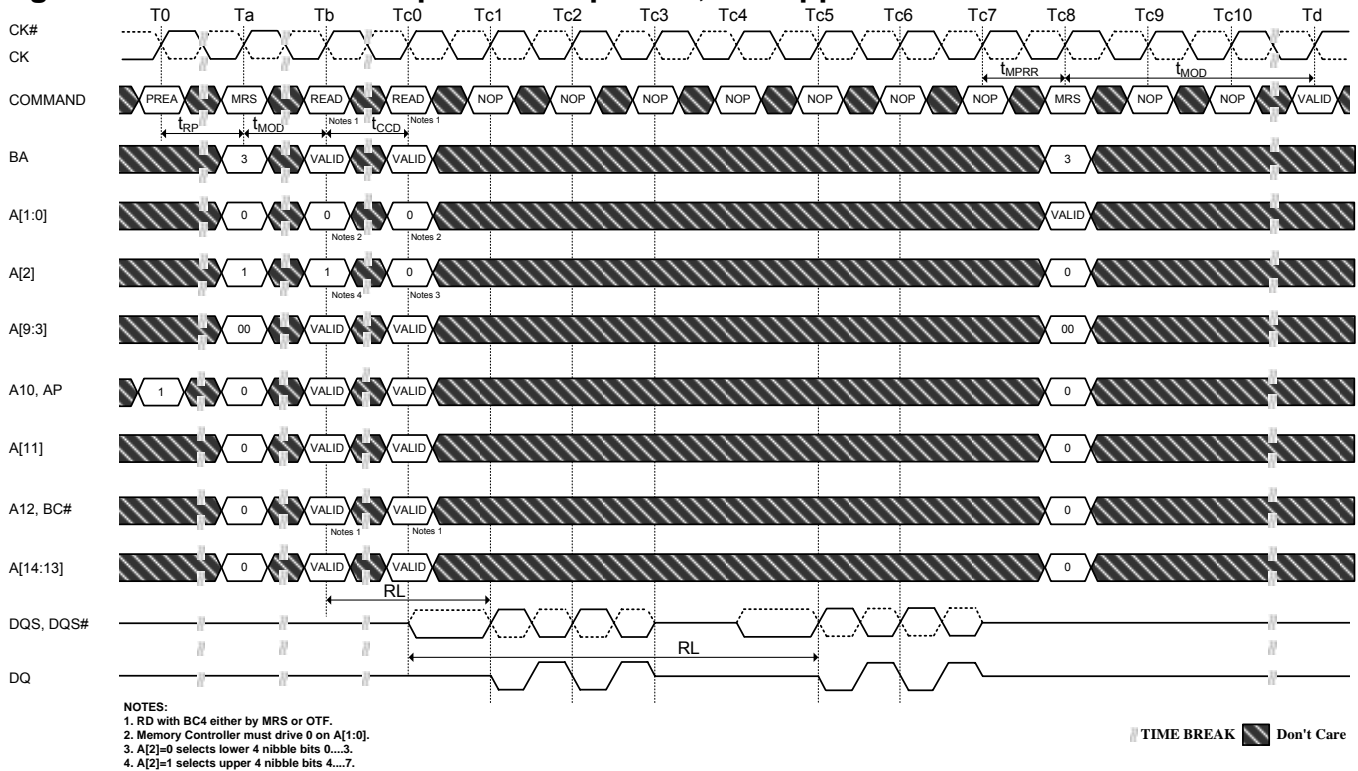 T0 Ta Tb Tc0 Tc1 Tc2 Tc3 Tc4 Tc5 Tc6 Tc7 Tc8 Tc9 Tc10 Td
CK#
CK
tMPRR tMOD
COMMAND PREA MRS READ READ NOP NOP NOP NOP NOP NOP NOP MRS NOP NOP VALID
Notes 1 Notes 1
tRP tMOD tCCD
BA 3 VALID VALID 3
A[1:0] 0 0 0 VALID
Notes 2 Notes 2
A[2] 1 1 0 0
Notes 4 Notes 3
A[9:3] 00 VALID VALID 00
A10, AP 1 0 VALID VALID 0
A[11] 0 VALID VALID 0
A12, BC# 0 VALID VALID 0
Notes 1 Notes 1
A[14:13] 0 VALID VALID 0
RL
DQS, DQS#
RL
DQ
NOTES:
1. RD with BC4 either by MRS or OTF.
2. Memory Controller must drive 0 on A[1:0].
3. A[2]=0 selects lower 4 nibble bits 0....3.
4. A[2]=1 selects upper 4 nibble bits 4....7.
TIME BREAK Don't Care